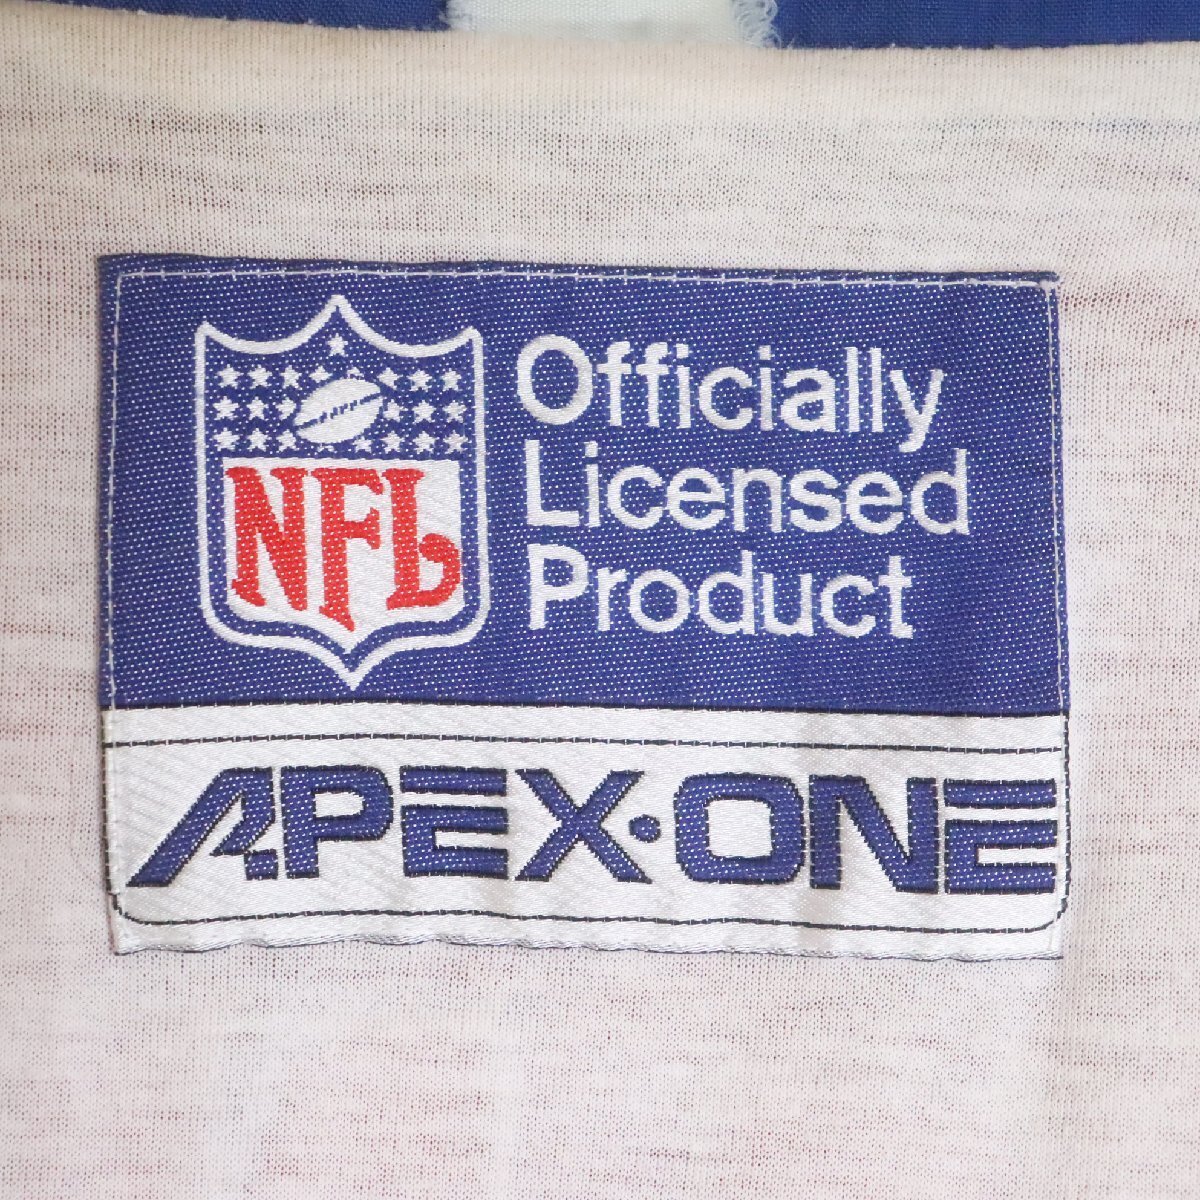 NFL
Officially
Licensed
Product
APEX·ONE